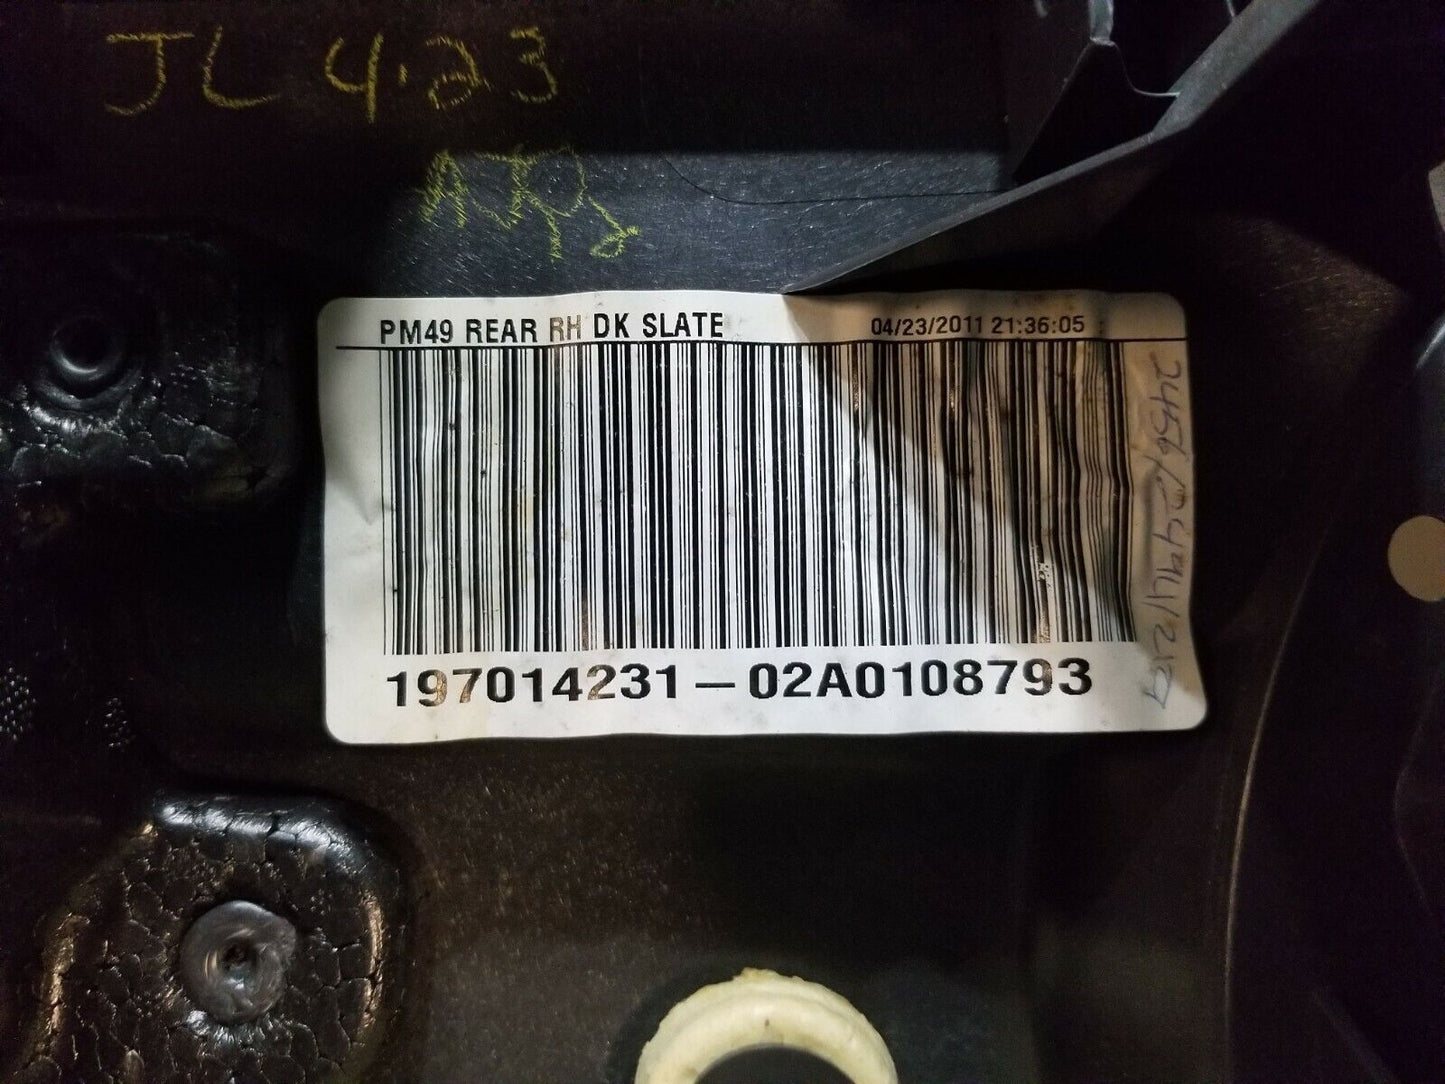 JL 4.23
PM49 REAR RH DK SLATE
04/23/2011 21:36:05
197014231-02A0108793